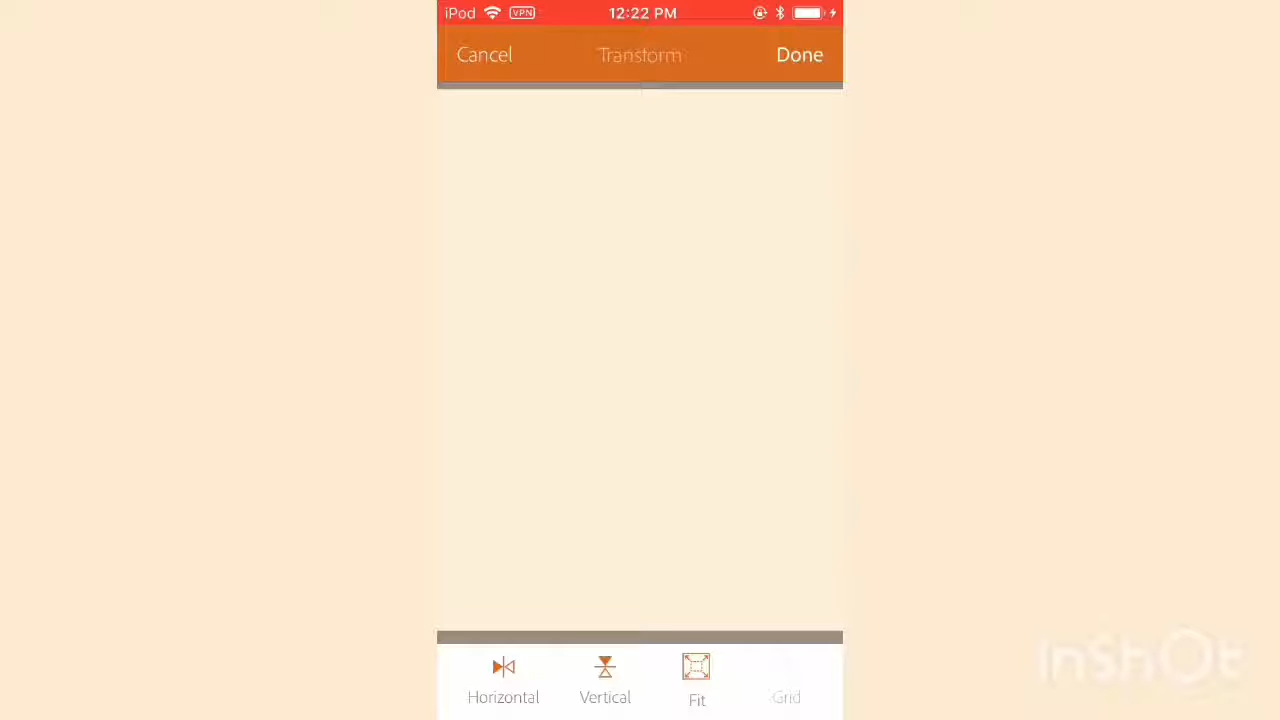 iPod VPN 12:22 PM
Cancel Transform Done
Horizontal Vertical Fit Grid
InShOt